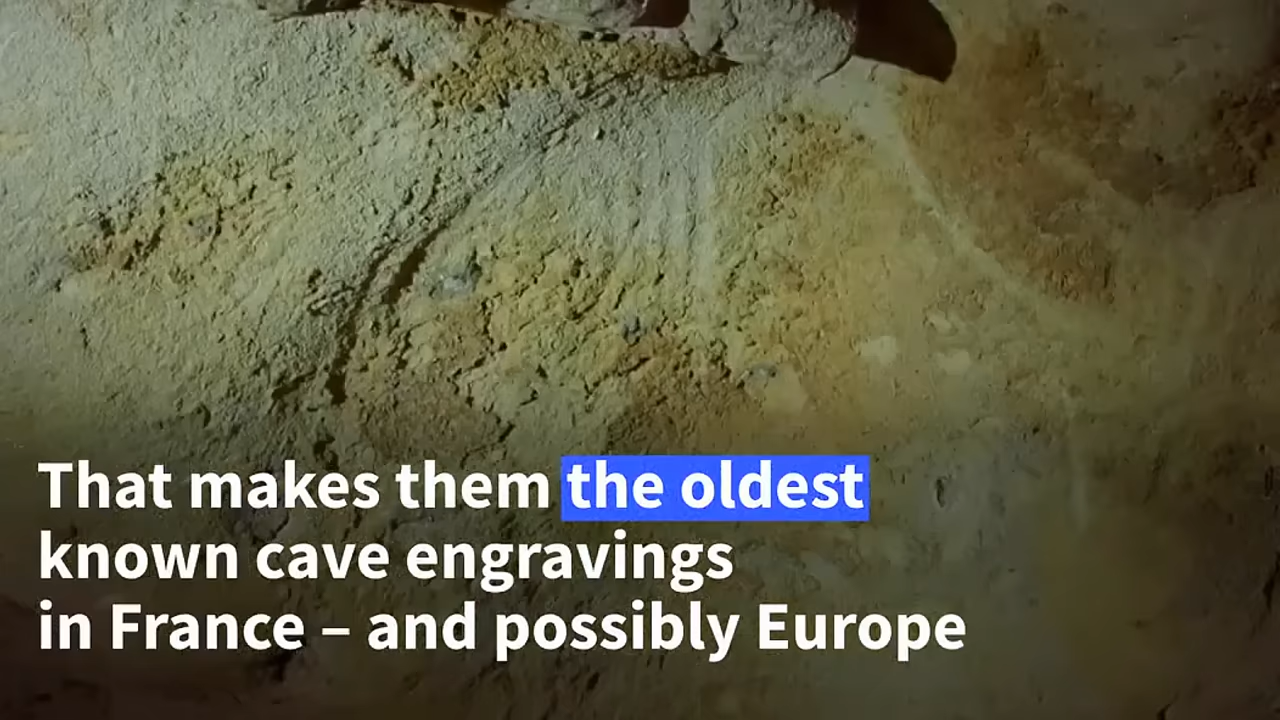 That makes them the oldest
known cave engravings
in France – and possibly Europe